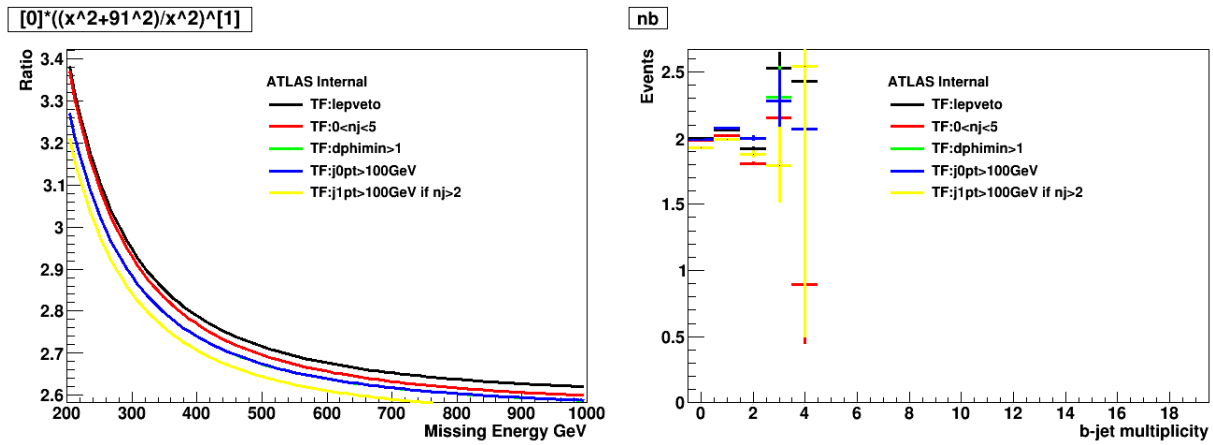 [0]*((x^2+91^2)/x^2)^[1]
Ratio
3.4
3.3
3.2
3.1
3
2.9
2.8
2.7
2.6
ATLAS Internal
TF:lepveto
TF:0<nj<5
TF:dphimin>1
TF:j0pt>100GeV
TF:j1pt>100GeV if nj>2
200 300 400 500 600 700 800 900 1000
Missing Energy GeV
nb
Events
2.5
2
1.5
1
0.5
0
ATLAS Internal
TF:lepveto
TF:0<nj<5
TF:dphimin>1
TF:j0pt>100GeV
TF:j1pt>100GeV if nj>2
0 2 4 6 8 10 12 14 16 18
b-jet multiplicity